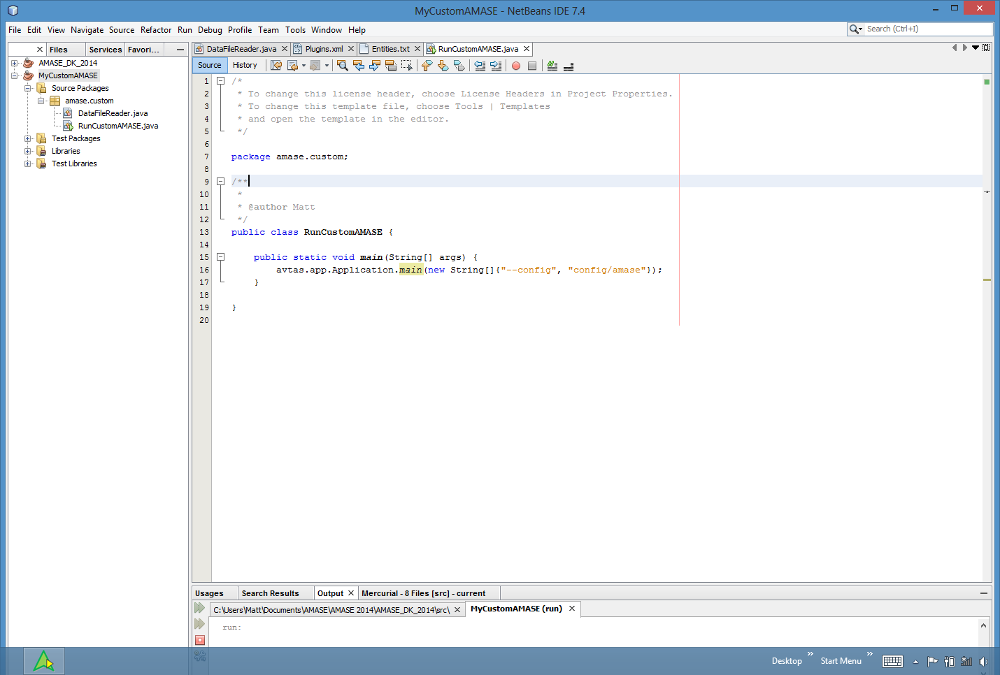 MyCustomAMASE - NetBeans IDE 7.4
File Edit View Navigate Source Refactor Run Debug Profile Team Tools Window Help
Search (Ctrl+I)
Files Services Favori...
DataFileReader.java Plugins.xml Entities.txt RunCustomAMASE.java
Source History
AMASE_DK_2014
MyCustomAMASE
Source Packages
amase.custom
DataFileReader.java
RunCustomAMASE.java
Test Packages
Libraries
Test Libraries
1 /*
2 * To change this license header, choose License Headers in Project Properties.
3 * To change this template file, choose Tools | Templates
4 * and open the template in the editor.
5 */
6
7 package amase.custom;
8
9 /**
10 *
11 * @author Matt
12 */
13 public class RunCustomAMASE {
14
15 public static void main(String[] args) {
16 avtas.app.Application.main(new String[]{"--config", "config/amase"});
17 }
18
19 }
20
Usages Search Results Output Mercurial - 8 Files [src] - current
C:\Users\Matt\Documents\AMASE\AMASE 2014\AMASE_DK_2014\src\ MyCustomAMASE (run)
run:
Desktop » Start Menu »